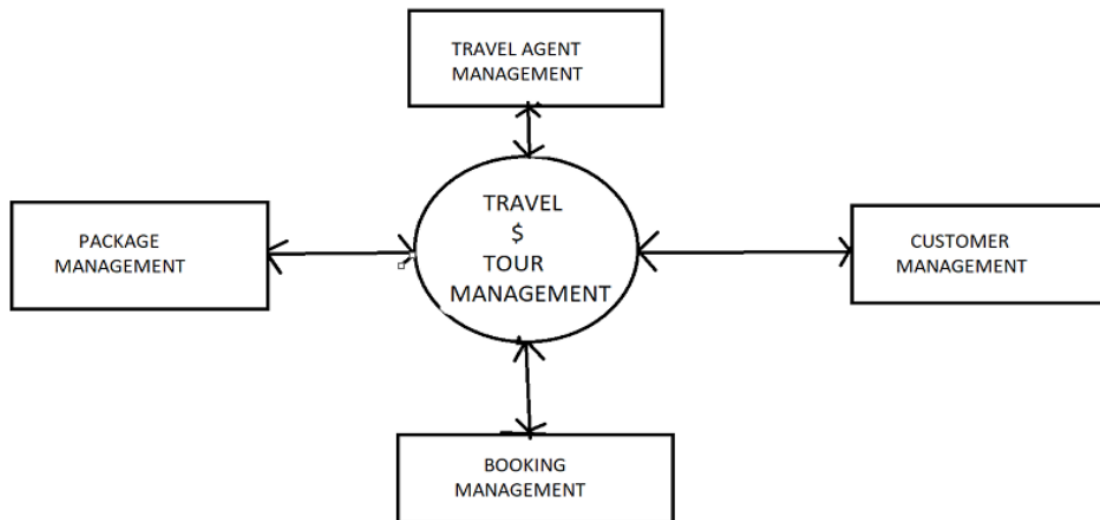 TRAVEL AGENT
MANAGEMENT
TRAVEL
$
TOUR
MANAGEMENT
PACKAGE
MANAGEMENT
CUSTOMER
MANAGEMENT
BOOKING
MANAGEMENT